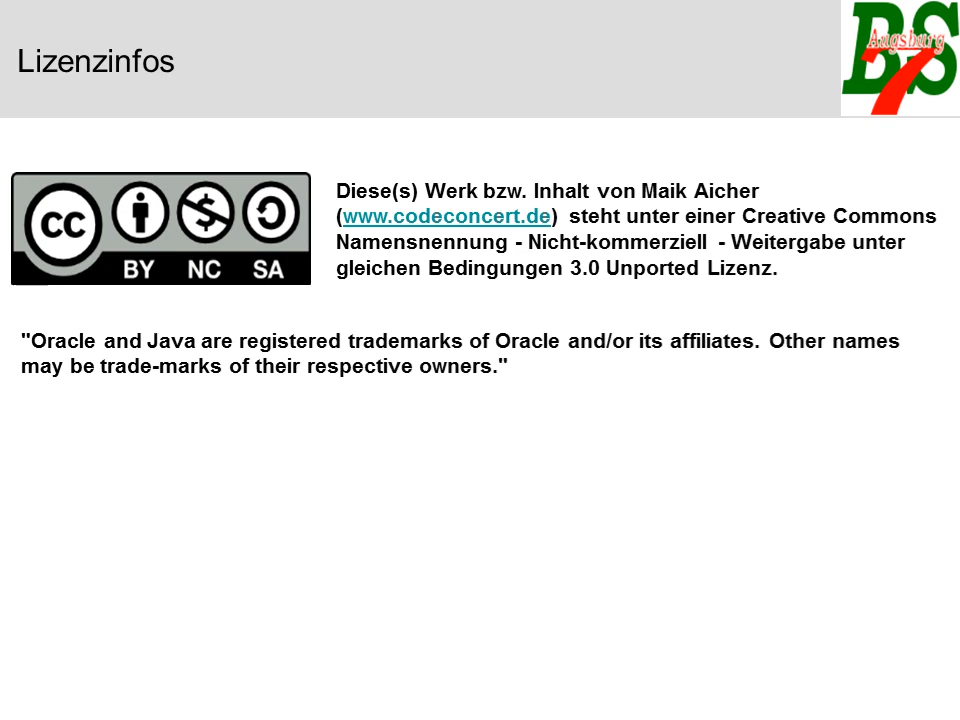 Lizenzinfos
BS
Augsburg
7
cc
BY NC SA
Diese(s) Werk bzw. Inhalt von Maik Aicher
(www.codeconcert.de) steht unter einer Creative Commons
Namensnennung - Nicht-kommerziell - Weitergabe unter
gleichen Bedingungen 3.0 Unported Lizenz.
"Oracle and Java are registered trademarks of Oracle and/or its affiliates. Other names
may be trade-marks of their respective owners."